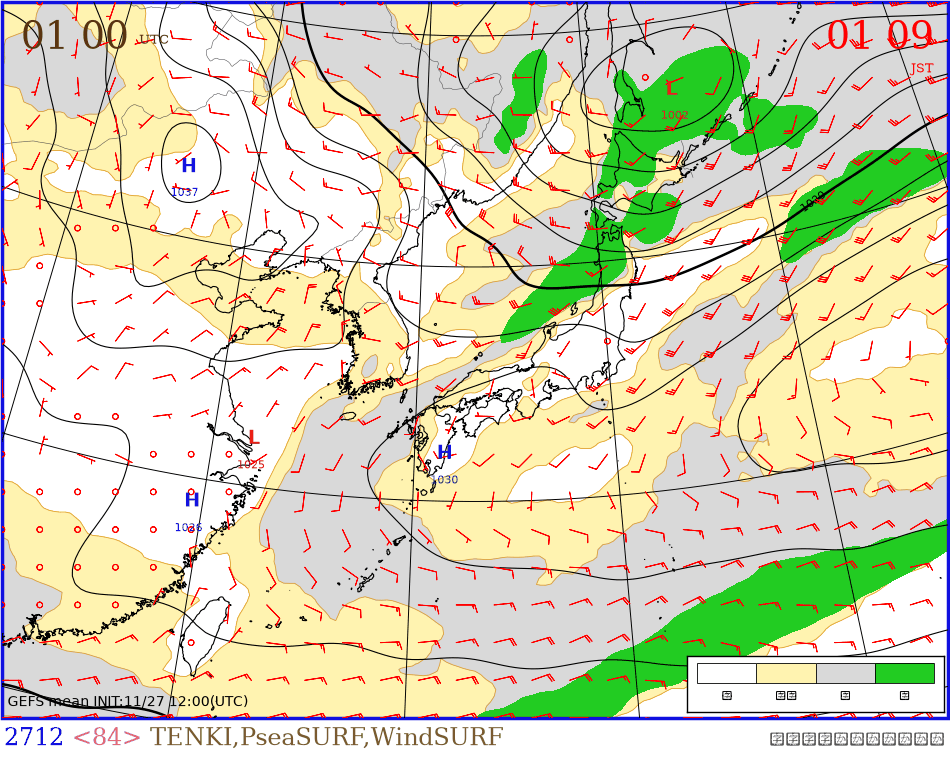 01 00 UTC
01 09
JST
L
1002
H
1037
1020
L
1025
H
1030
H
1026
GEFS mean INIT:11/27 12:00(UTC)
2712 <84> TENKI,PseaSURF,WindSURF